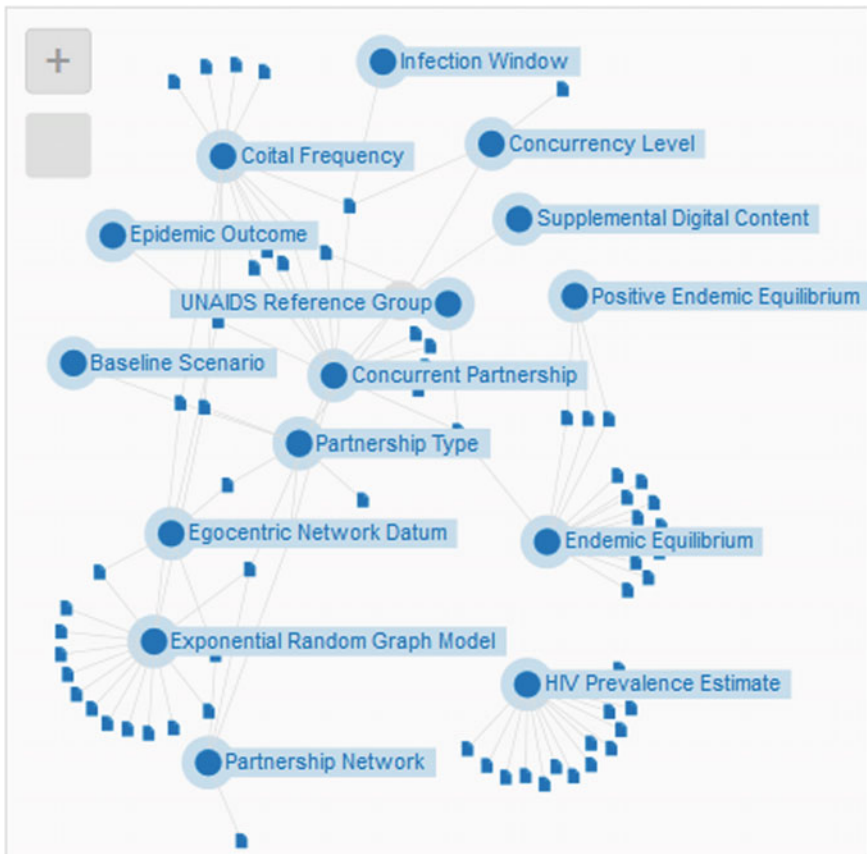 +
Infection Window
Concurrency Level
Coital Frequency
Supplemental Digital Content
Epidemic Outcome
UNAIDS Reference Group
Positive Endemic Equilibrium
Baseline Scenario
Concurrent Partnership
Partnership Type
Egocentric Network Datum
Endemic Equilibrium
Exponential Random Graph Model
HIV Prevalence Estimate
Partnership Network